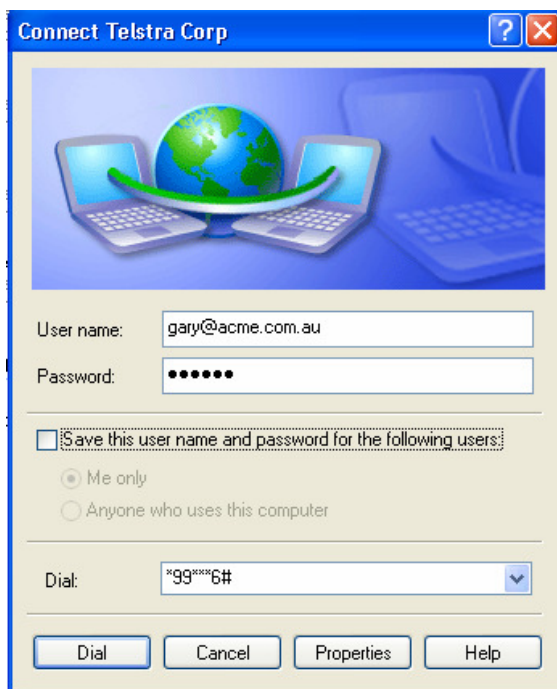 Connect Telstra Corp
User name: gary@acme.com.au
Password: ••••••
Save this user name and password for the following users:
Me only
Anyone who uses this computer
Dial: *99***6#
Dial Cancel Properties Help